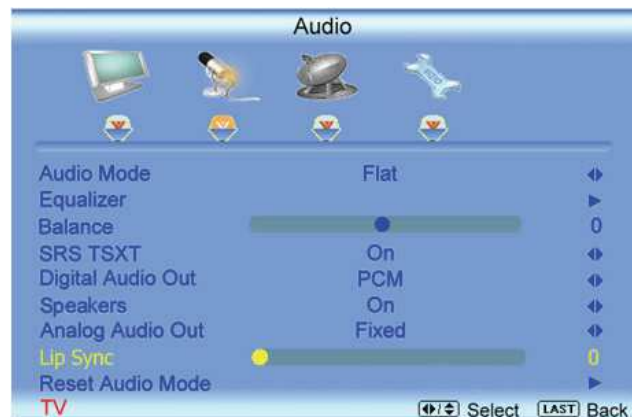 Audio
Audio Mode Flat
Equalizer
Balance 0
SRS TSXT On
Digital Audio Out PCM
Speakers On
Analog Audio Out Fixed
Lip Sync 0
Reset Audio Mode
TV Select LAST Back